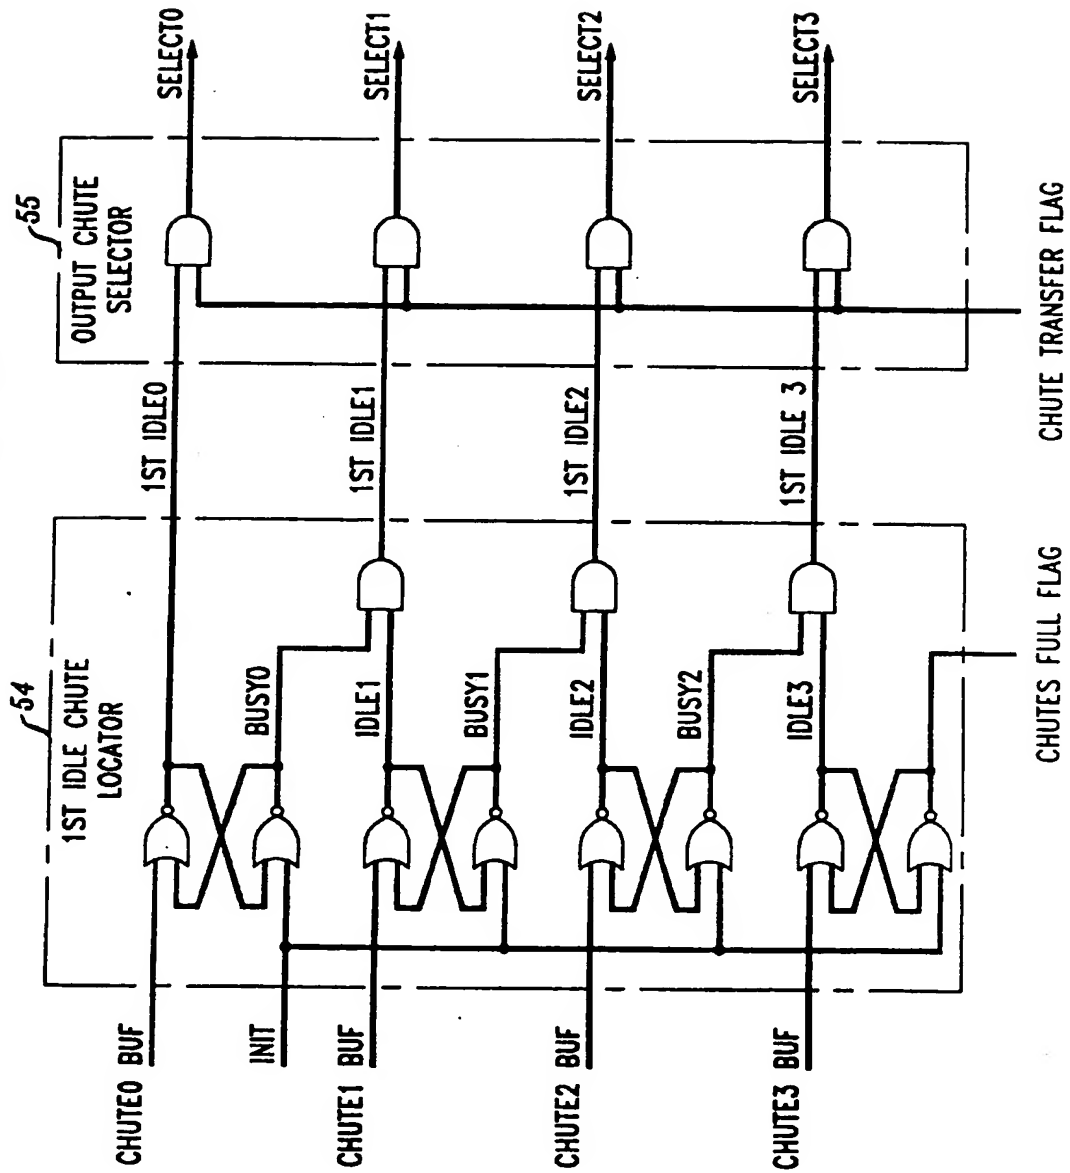 54
1ST IDLE CHUTE
LOCATOR
55
OUTPUT CHUTE
SELECTOR
CHUTE0 BUF
1ST IDLE0
SELECT0
INIT
BUSY0
CHUTE1 BUF
IDLE1
1ST IDLE1
SELECT1
BUSY1
CHUTE2 BUF
IDLE2
1ST IDLE2
SELECT2
BUSY2
CHUTE3 BUF
IDLE3
1ST IDLE 3
SELECT3
CHUTES FULL FLAG
CHUTE TRANSFER FLAG